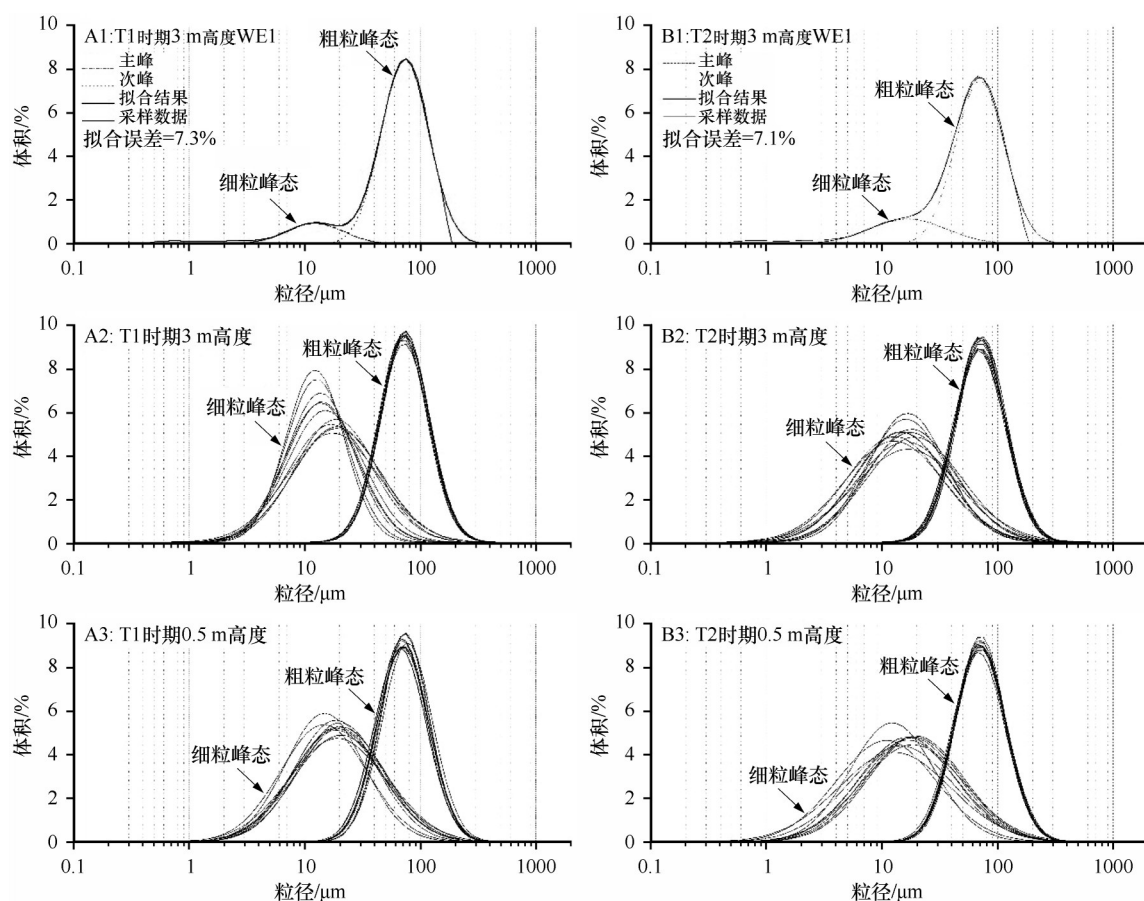 A1:T1时期3 m高度WE1
主峰
次峰
拟合结果
采样数据
拟合误差=7.3%
粗粒峰态
细粒峰态
体积/%
10
8
6
4
2
0
0.1 1 10 100 1000
粒径/μm
B1:T2时期3 m高度WE1
主峰
次峰
拟合结果
采样数据
拟合误差=7.1%
粗粒峰态
细粒峰态
体积/%
10
8
6
4
2
0
0.1 1 10 100 1000
粒径/μm
A2: T1时期3 m高度
粗粒峰态
细粒峰态
体积/%
10
8
6
4
2
0
0.1 1 10 100 1000
粒径/μm
B2: T2时期3 m高度
粗粒峰态
细粒峰态
体积/%
10
8
6
4
2
0
0.1 1 10 100 1000
粒径/μm
A3: T1时期0.5 m高度
粗粒峰态
细粒峰态
体积/%
10
8
6
4
2
0
0.1 1 10 100 1000
粒径/μm
B3: T2时期0.5 m高度
粗粒峰态
细粒峰态
体积/%
10
8
6
4
2
0
0.1 1 10 100 1000
粒径/μm